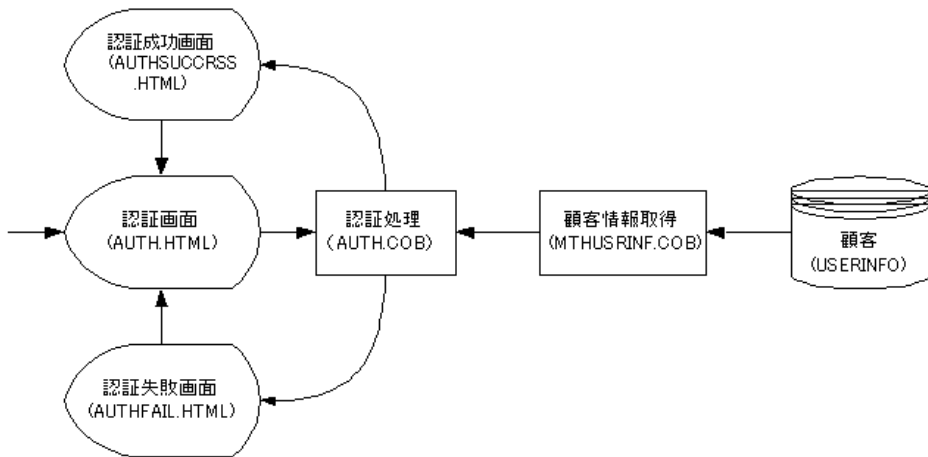 認証成功画面
(AUTHSUCCRSS
.HTML)
認証画面
(AUTH.HTML)
認証処理
(AUTH.COB)
顧客情報取得
(MTHUSRINF.COB)
顧客
(USERINFO)
認証失敗画面
(AUTHFAIL.HTML)